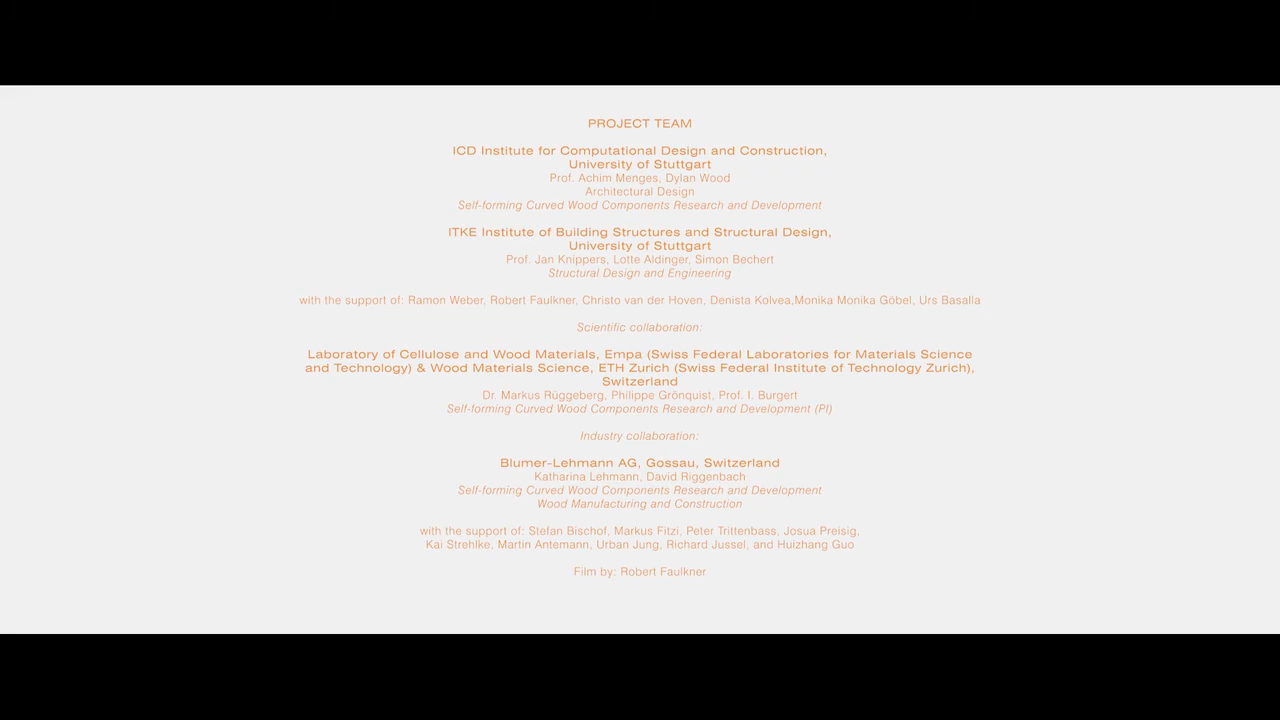 PROJECT TEAM
ICD Institute for Computational Design and Construction,
University of Stuttgart
Prof. Achim Menges, Dylan Wood
Architectural Design
Self-forming Curved Wood Components Research and Development
ITKE Institute of Building Structures and Structural Design,
University of Stuttgart
Prof. Jan Knippers, Lotte Aldinger, Simon Bechert
Structural Design and Engineering
with the support of: Ramon Weber, Robert Faulkner, Christo van der Hoven, Denista Kolvea,Monika Monika Göbel, Urs Basalla
Scientific collaboration:
Laboratory of Cellulose and Wood Materials, Empa (Swiss Federal Laboratories for Materials Science
and Technology) & Wood Materials Science, ETH Zurich (Swiss Federal Institute of Technology Zurich),
Switzerland
Dr. Markus Rüggeberg, Philippe Grönquist, Prof. I. Burgert
Self-forming Curved Wood Components Research and Development (PI)
Industry collaboration:
Blumer-Lehmann AG, Gossau, Switzerland
Katharina Lehmann, David Riggenbach
Self-forming Curved Wood Components Research and Development
Wood Manufacturing and Construction
with the support of: Stefan Bischof, Markus Fitzi, Peter Trittenbass, Josua Preisig,
Kai Strehlke, Martin Antemann, Urban Jung, Richard Jussel, and Huizhang Guo
Film by: Robert Faulkner